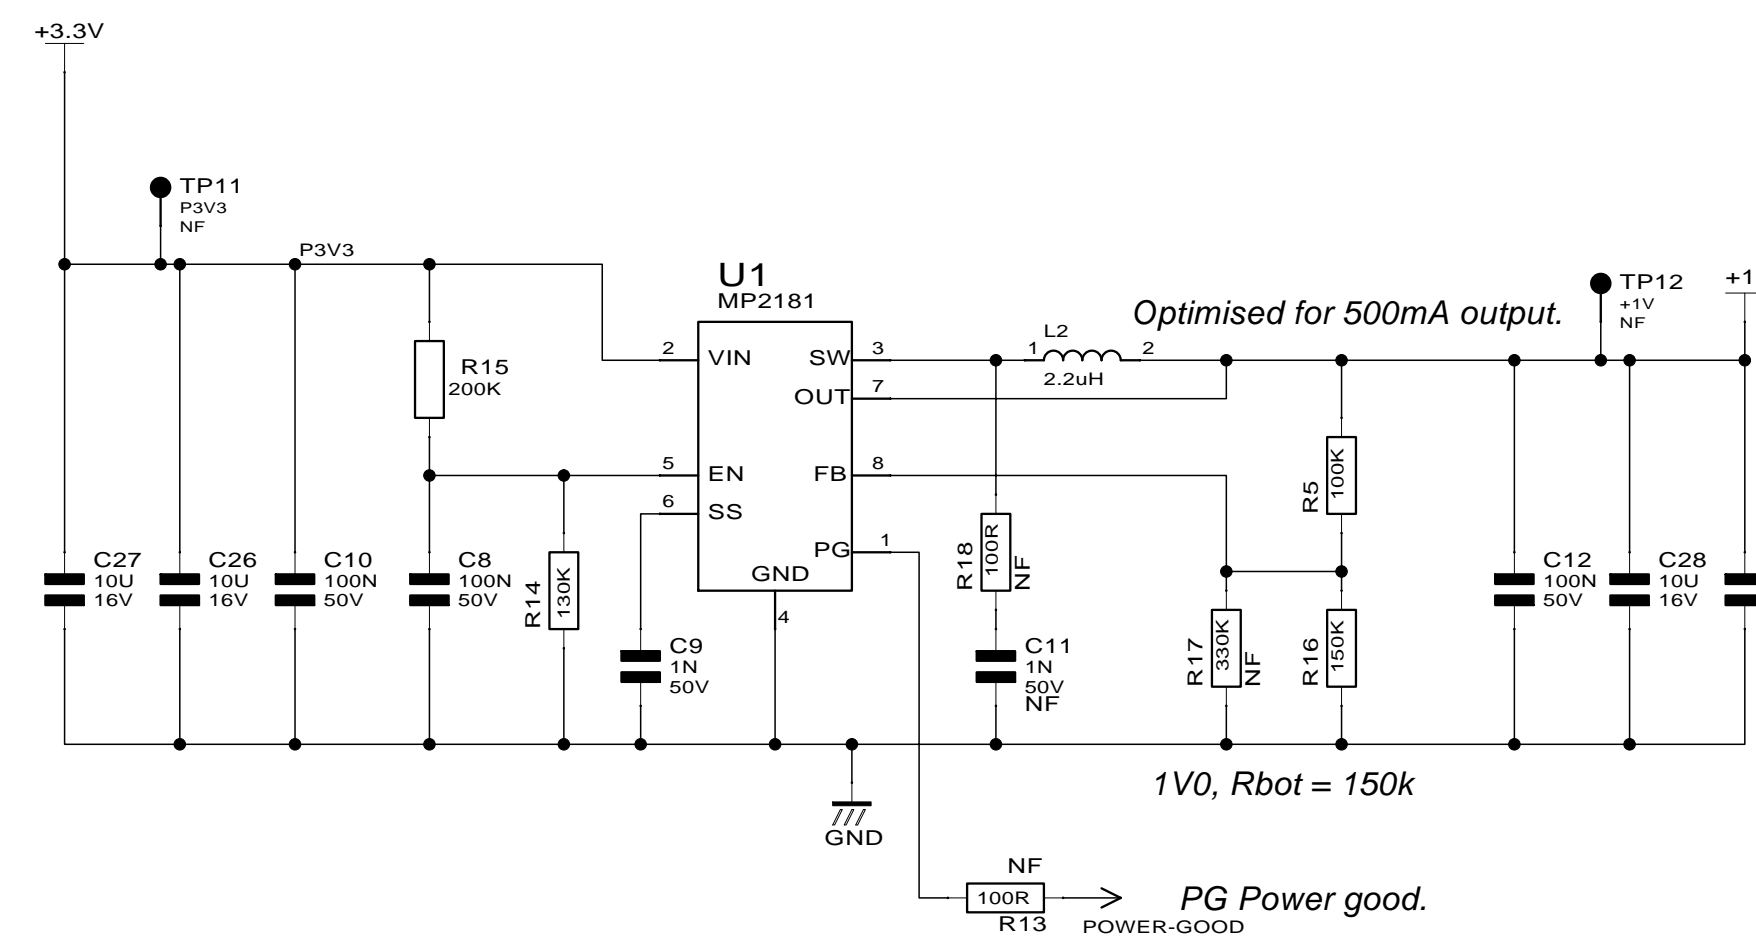 +3.3V
TP11
P3V3
NF
P3V3
U1
MP2181
2
VIN
SW
3
OUT
7
5
EN
FB
8
6
SS
PG
1
GND
4
Optimised for 500mA output.
L2
1
2
2.2uH
TP12
+1V
NF
+1
R15
200K
R5
100K
C27
10U
16V
C26
10U
16V
C10
100N
50V
C8
100N
50V
R14
130K
C9
1N
50V
R18
100R
NF
C11
1N
50V
NF
R17
330K
NF
R16
150K
C12
100N
50V
C28
10U
16V
1V0, Rbot = 150k
GND
NF
100R
R13
POWER-GOOD
PG Power good.